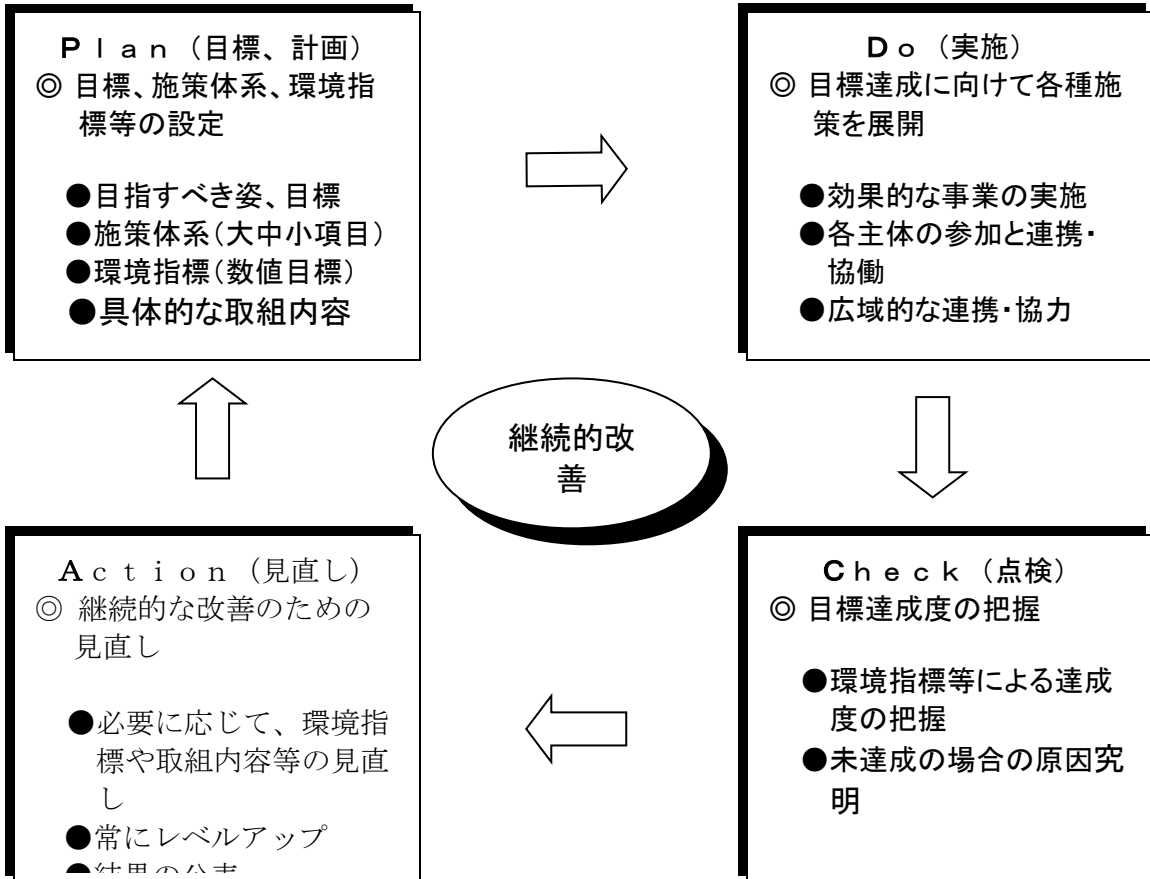 Ｐｌａｎ（目標、計画）
◎ 目標、施策体系、環境指
標等の設定
●目指すべき姿、目標
●施策体系（大中小項目）
●環境指標（数値目標）
●具体的な取組内容
Ｄｏ（実施）
◎ 目標達成に向けて各種施
策を展開
●効果的な事業の実施
●各主体の参加と連携・
協働
●広域的な連携・協力
継続的改
善
Ａｃｔｉｏｎ（見直し）
◎ 継続的な改善のための
見直し
●必要に応じて、環境指
標や取組内容等の見直
し
●常にレベルアップ
●結果の公表
Ｃｈｅｃｋ（点検）
◎ 目標達成度の把握
●環境指標等による達成
度の把握
●未達成の場合の原因究
明